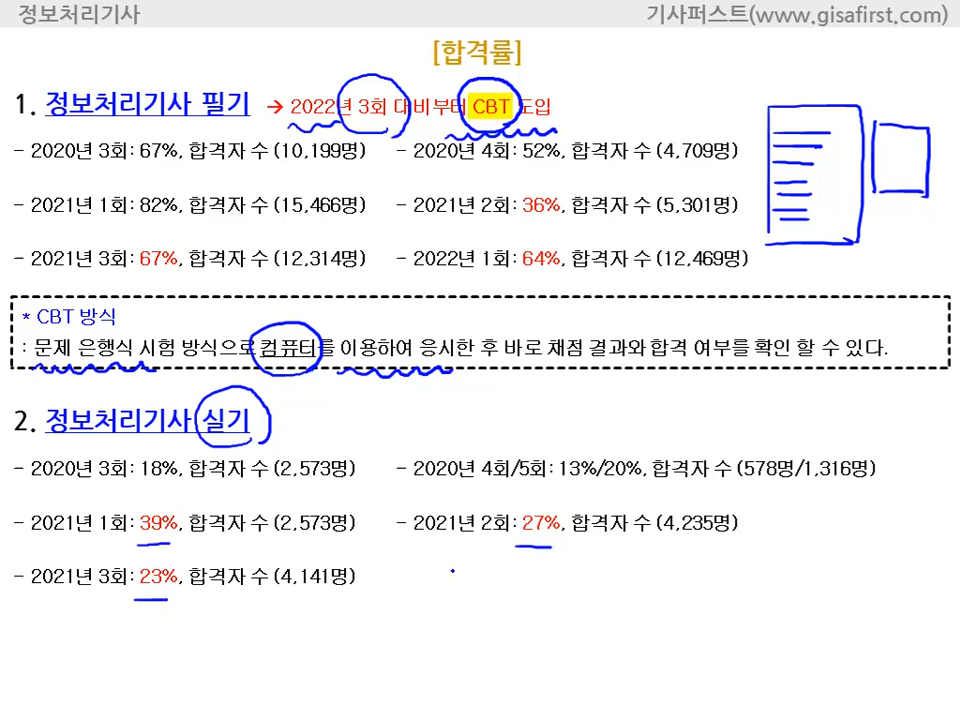 정보처리기사
기사퍼스트(www.gisafirst.com)
[합격률]
1. 정보처리기사 필기 → 2022년 3회 대비부터 CBT 도입
- 2020년 3회: 67%, 합격자 수 (10,199명) - 2020년 4회: 52%, 합격자 수 (4,709명)
- 2021년 1회: 82%, 합격자 수 (15,466명) - 2021년 2회: 36%, 합격자 수 (5,301명)
- 2021년 3회: 67%, 합격자 수 (12,314명) - 2022년 1회: 64%, 합격자 수 (12,469명)
* CBT 방식
: 문제 은행식 시험 방식으로 컴퓨터를 이용하여 응시한 후 바로 채점 결과와 합격 여부를 확인 할 수 있다.
2. 정보처리기사 실기
- 2020년 3회: 18%, 합격자 수 (2,573명) - 2020년 4회/5회: 13%/20%, 합격자 수 (578명/1,316명)
- 2021년 1회: 39%, 합격자 수 (2,573명) - 2021년 2회: 27%, 합격자 수 (4,235명)
- 2021년 3회: 23%, 합격자 수 (4,141명)